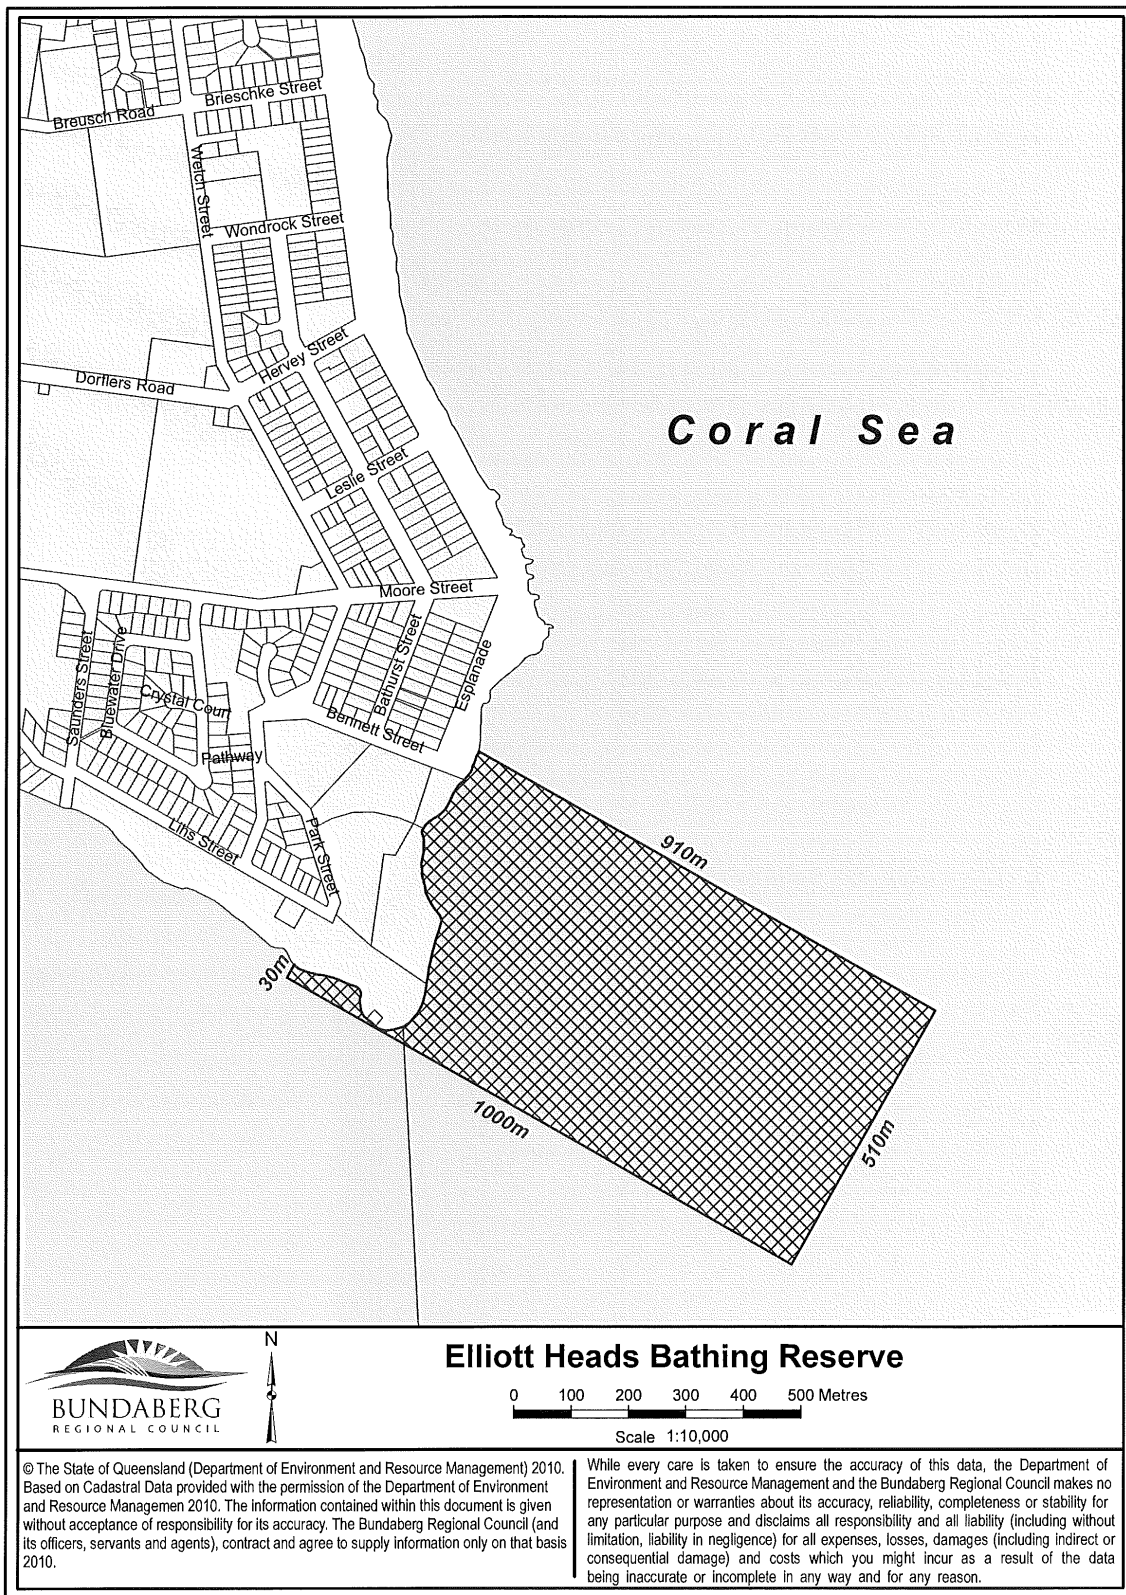 Brieschke Street
Breusch Road
Welch Street
Wondrock Street
Hervey Street
Dorflers Road
Coral Sea
Leslie Street
Moore Street
Saunders Street
Bluewater Drive
Bathurst Street
Esplanade
Crystal Court
Bennett Street
Pathway
Lihs Street
Park Street
910m
30m
1000m
510m
BUNDABERG
REGIONAL COUNCIL
N
Elliott Heads Bathing Reserve
0 100 200 300 400 500 Metres
Scale 1:10,000
© The State of Queensland (Department of Environment and Resource Management) 2010.
Based on Cadastral Data provided with the permission of the Department of Environment
and Resource Managemen 2010. The information contained within this document is given
without acceptance of responsibility for its accuracy. The Bundaberg Regional Council (and
its officers, servants and agents), contract and agree to supply information only on that basis
2010.
While every care is taken to ensure the accuracy of this data, the Department of
Environment and Resource Management and the Bundaberg Regional Council makes no
representation or warranties about its accuracy, reliability, completeness or stability for
any particular purpose and disclaims all responsibility and all liability (including without
limitation, liability in negligence) for all expenses, losses, damages (including indirect or
consequential damage) and costs which you might incur as a result of the data
being inaccurate or incomplete in any way and for any reason.